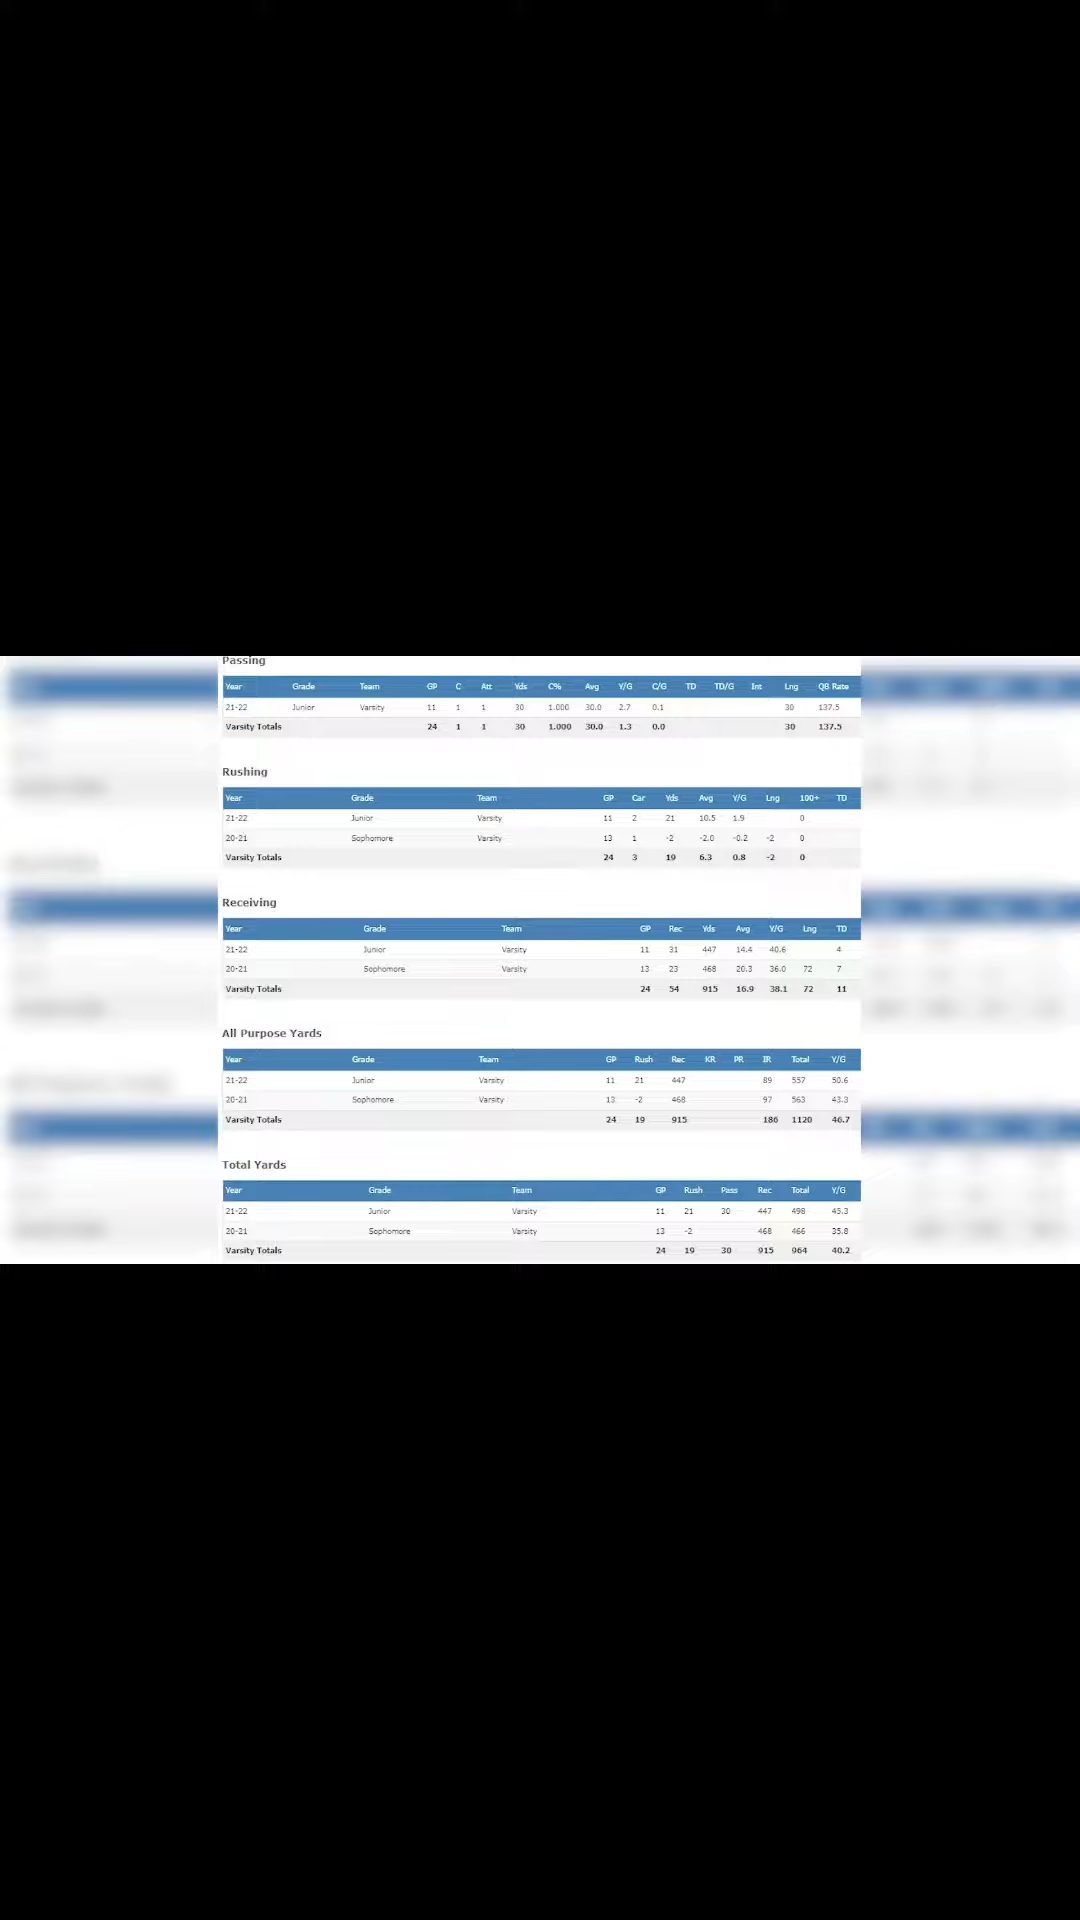 Passing
Year Grade Team GP C Att Yds C% Avg Y/G C/G TD TD/G Int Lng QB Rate
21-22 Junior Varsity 11 1 1 30 1.000 30.0 2.7 0.1 30 137.5
Varsity Totals 24 1 1 30 1.000 30.0 1.3 0.0 30 137.5
Rushing
Year Grade Team GP Car Yds Avg Y/G Lng 100+ TD
21-22 Junior Varsity 11 2 21 10.5 1.9 0
20-21 Sophomore Varsity 13 1 -2 -2.0 -0.2 -2 0
Varsity Totals 24 3 19 6.3 0.8 -2 0
Receiving
Year Grade Team GP Rec Yds Avg Y/G Lng TD
21-22 Junior Varsity 11 31 447 14.4 40.6 4
20-21 Sophomore Varsity 13 23 468 20.3 36.0 72 7
Varsity Totals 24 54 915 16.9 38.1 72 11
All Purpose Yards
Year Grade Team GP Rush Rec KR PR IR Total Y/G
21-22 Junior Varsity 11 21 447 89 557 50.6
20-21 Sophomore Varsity 13 -2 468 97 563 43.3
Varsity Totals 24 19 915 186 1120 46.7
Total Yards
Year Grade Team GP Rush Pass Rec Total Y/G
21-22 Junior Varsity 11 21 30 447 498 45.3
20-21 Sophomore Varsity 13 -2 468 466 35.8
Varsity Totals 24 19 30 915 964 40.2